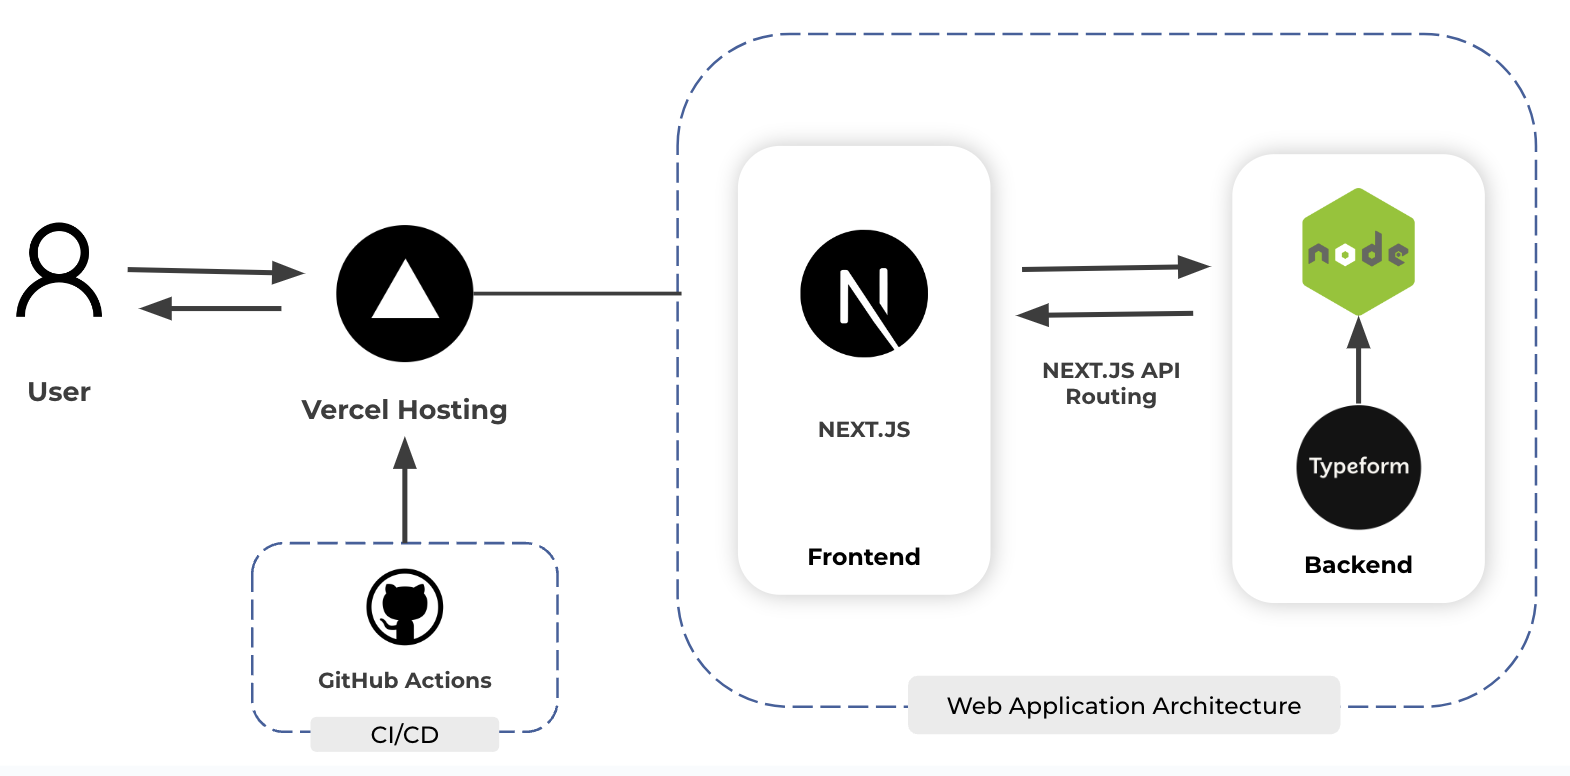 node
User
Vercel Hosting
NEXT.JS
Frontend
NEXT.JS API
Routing
Typeform
Backend
GitHub Actions
CI/CD
Web Application Architecture